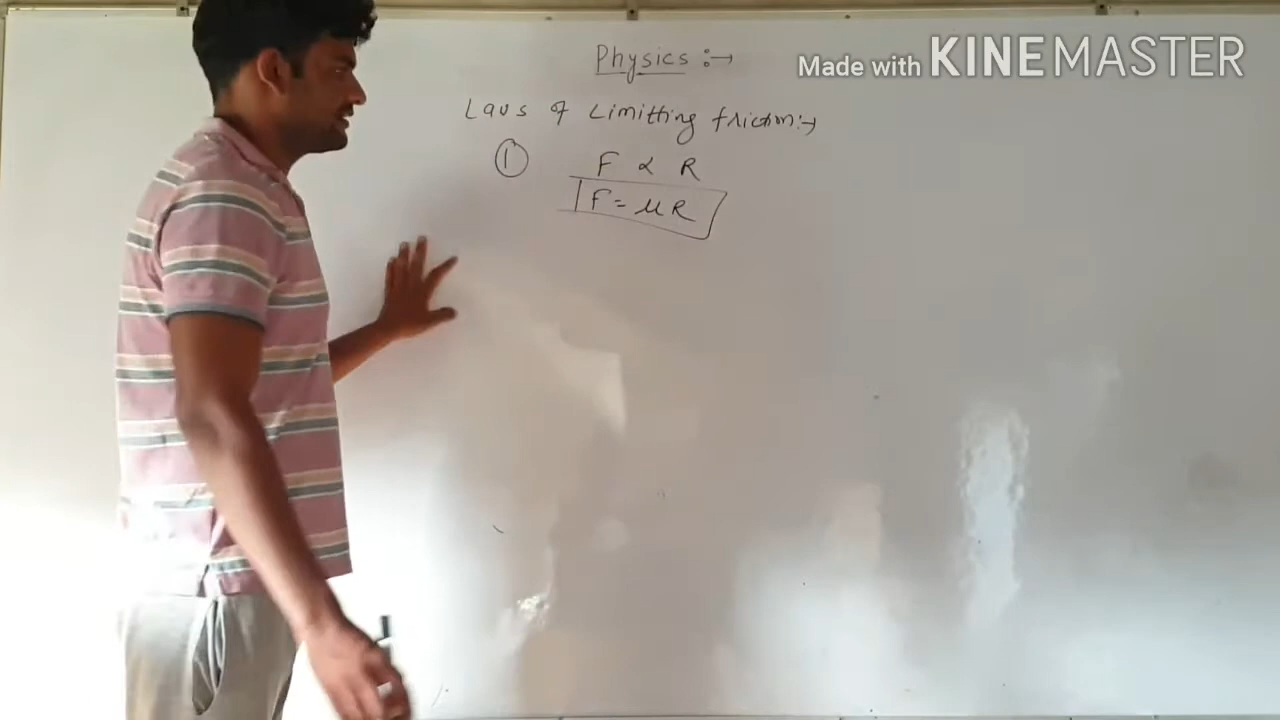 Physics :→
Made with KINEMASTER
Laws of Limitting friction:→
① F ∝ R
F = μR